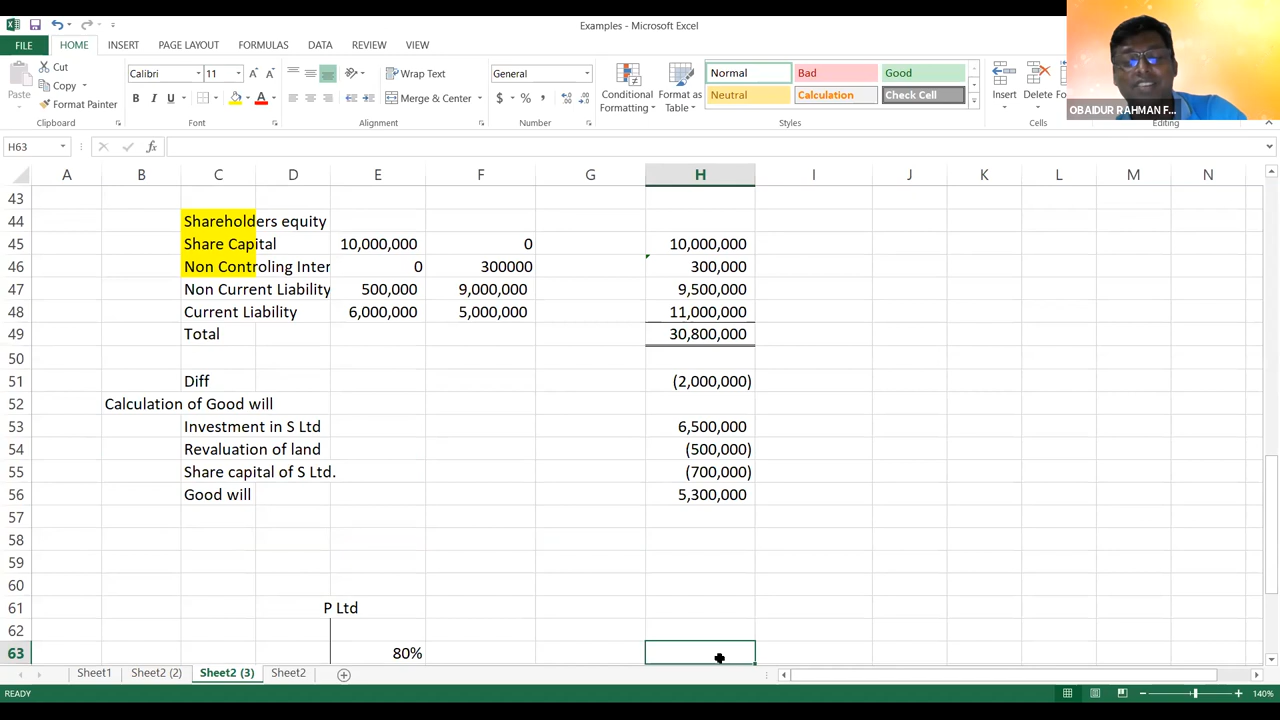 Examples - Microsoft Excel
FILE HOME INSERT PAGE LAYOUT FORMULAS DATA REVIEW VIEW
Cut
Copy
Format Painter
Paste
Clipboard
Calibri 11
B I U
Font
Wrap Text
Merge & Center
Alignment
General
$ % ,
Number
Conditional Formatting
Format as Table
Normal Bad Good
Neutral Calculation Check Cell
Styles
Insert Delete
Cells
Editing
OBAIDUR RAHMAN F...
H63
A B C D E F G H I J K L M N
43
44 Shareholders equity
45 Share Capital 10,000,000 0 10,000,000
46 Non Controling Inter 0 300000 300,000
47 Non Current Liability 500,000 9,000,000 9,500,000
48 Current Liability 6,000,000 5,000,000 11,000,000
49 Total 30,800,000
50
51 Diff (2,000,000)
52 Calculation of Good will
53 Investment in S Ltd 6,500,000
54 Revaluation of land (500,000)
55 Share capital of S Ltd. (700,000)
56 Good will 5,300,000
57
58
59
60
61 P Ltd
62
63 80%
Sheet1 Sheet2 (2) Sheet2 (3) Sheet2
READY 140%